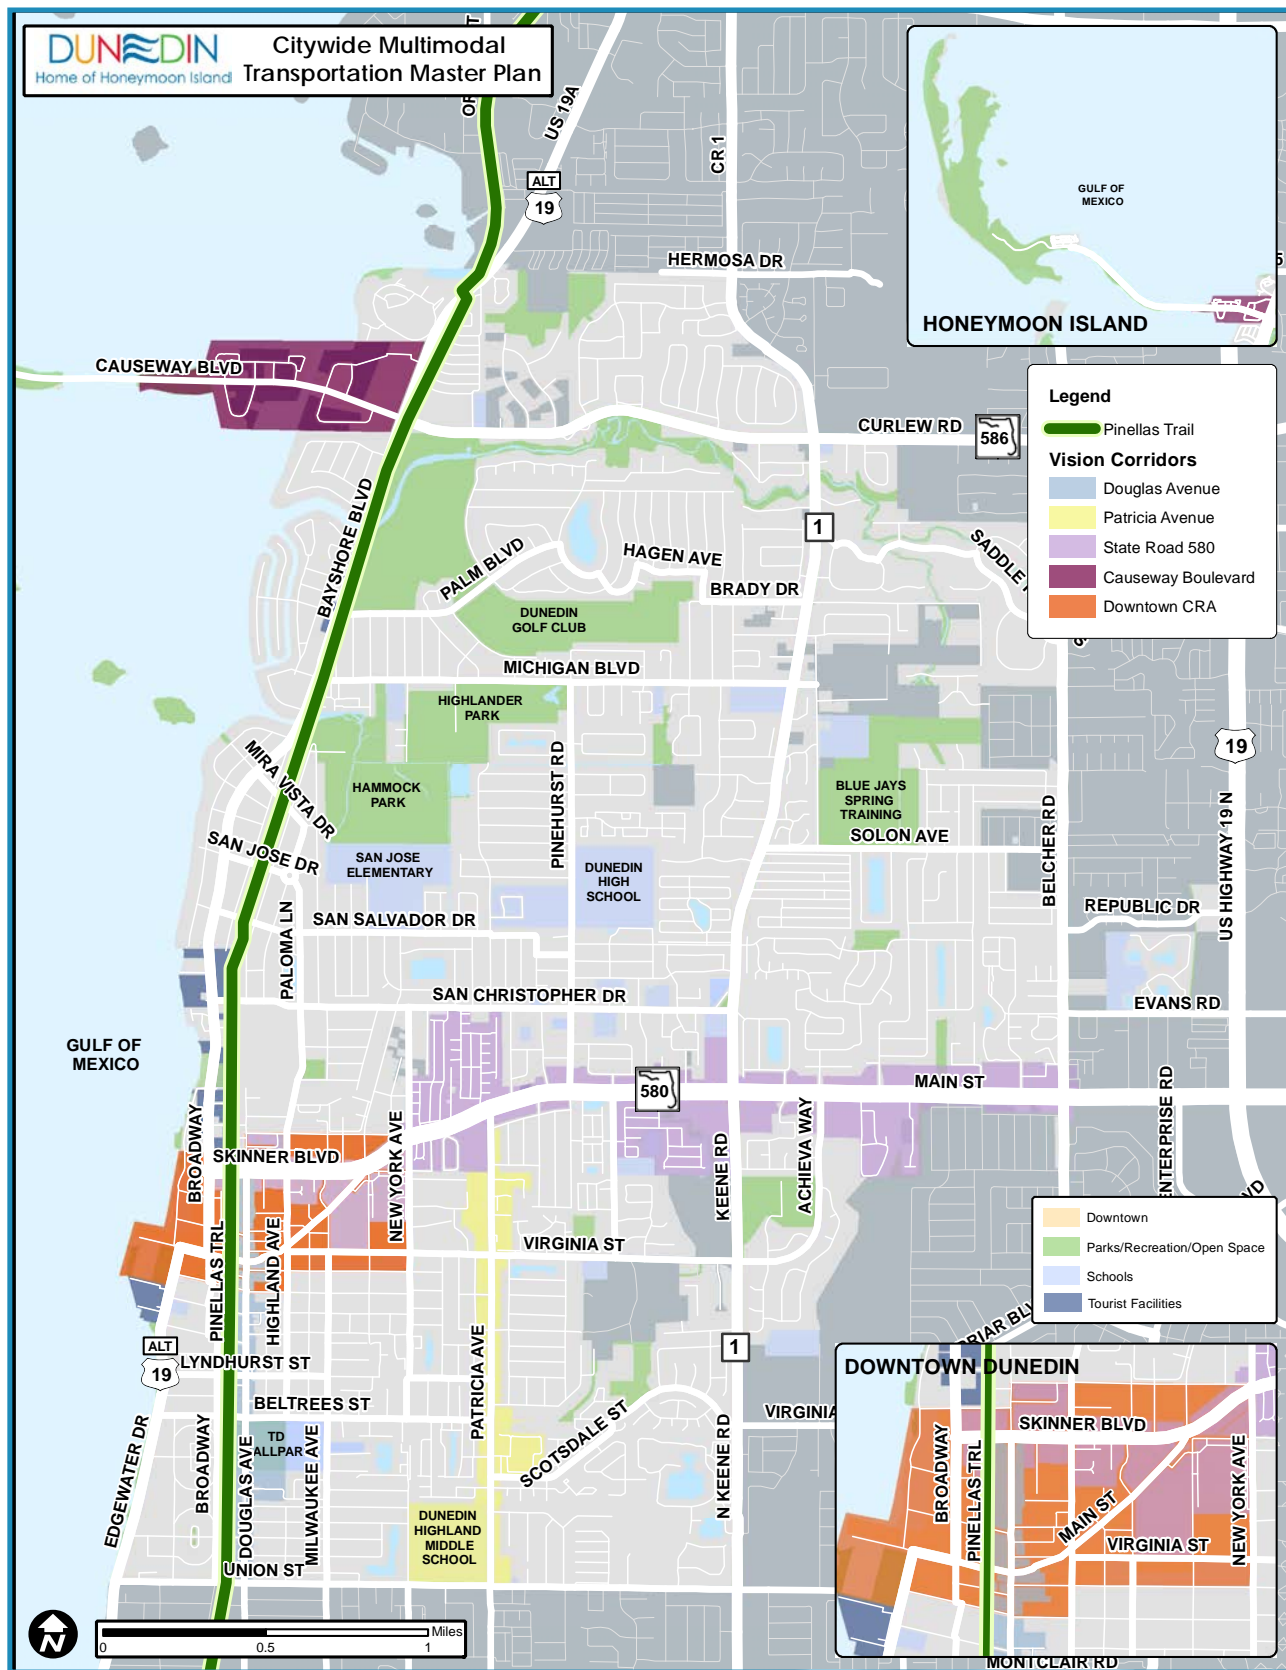 DUNEDIN
Home of Honeymoon Island
Citywide Multimodal
Transportation Master Plan
US 19A
CR 1
ALT
19
GULF OF
MEXICO
HERMOSA DR
HONEYMOON ISLAND
CAUSEWAY BLVD
Legend
Pinellas Trail
Vision Corridors
Douglas Avenue
Patricia Avenue
State Road 580
Causeway Boulevard
Downtown CRA
CURLEW RD
586
BAYSHORE BLVD
1
PALM BLVD
HAGEN AVE
BRADY DR
SADDLE
DUNEDIN
GOLF CLUB
MICHIGAN BLVD
HIGHLANDER
PARK
MIRA VISTA DR
HAMMOCK
PARK
PINEHURST RD
BLUE JAYS
SPRING
TRAINING
SOLON AVE
19
US HIGHWAY 19 N
BELCHER RD
SAN JOSE DR
SAN JOSE
ELEMENTARY
DUNEDIN
HIGH
SCHOOL
SAN SALVADOR DR
PALOMA LN
REPUBLIC DR
SAN CHRISTOPHER DR
EVANS RD
GULF OF
MEXICO
580
MAIN ST
ENTERPRISE RD
BROADWAY
SKINNER BLVD
NEW YORK AVE
KEENE RD
ACHIEVA WAY
PINELLAS TRL
HIGHLAND AVE
VIRGINIA ST
Downtown
Parks/Recreation/Open Space
Schools
Tourist Facilities
ALT
19
LYNDHURST ST
PATRICIA AVE
1
BELTREES ST
TD
ALLPAR
EDGEWATER DR
BROADWAY
DOUGLAS AVE
MILWAUKEE AVE
SCOTSDALE ST
N KEENE RD
VIRGINIA
DUNEDIN
HIGHLAND
MIDDLE
SCHOOL
UNION ST
DOWNTOWN DUNEDIN
SKINNER BLVD
BROADWAY
PINELLAS TRL
MAIN ST
VIRGINIA ST
NEW YORK AVE
MONTCLAIR RD
N
0
0.5
1
Miles